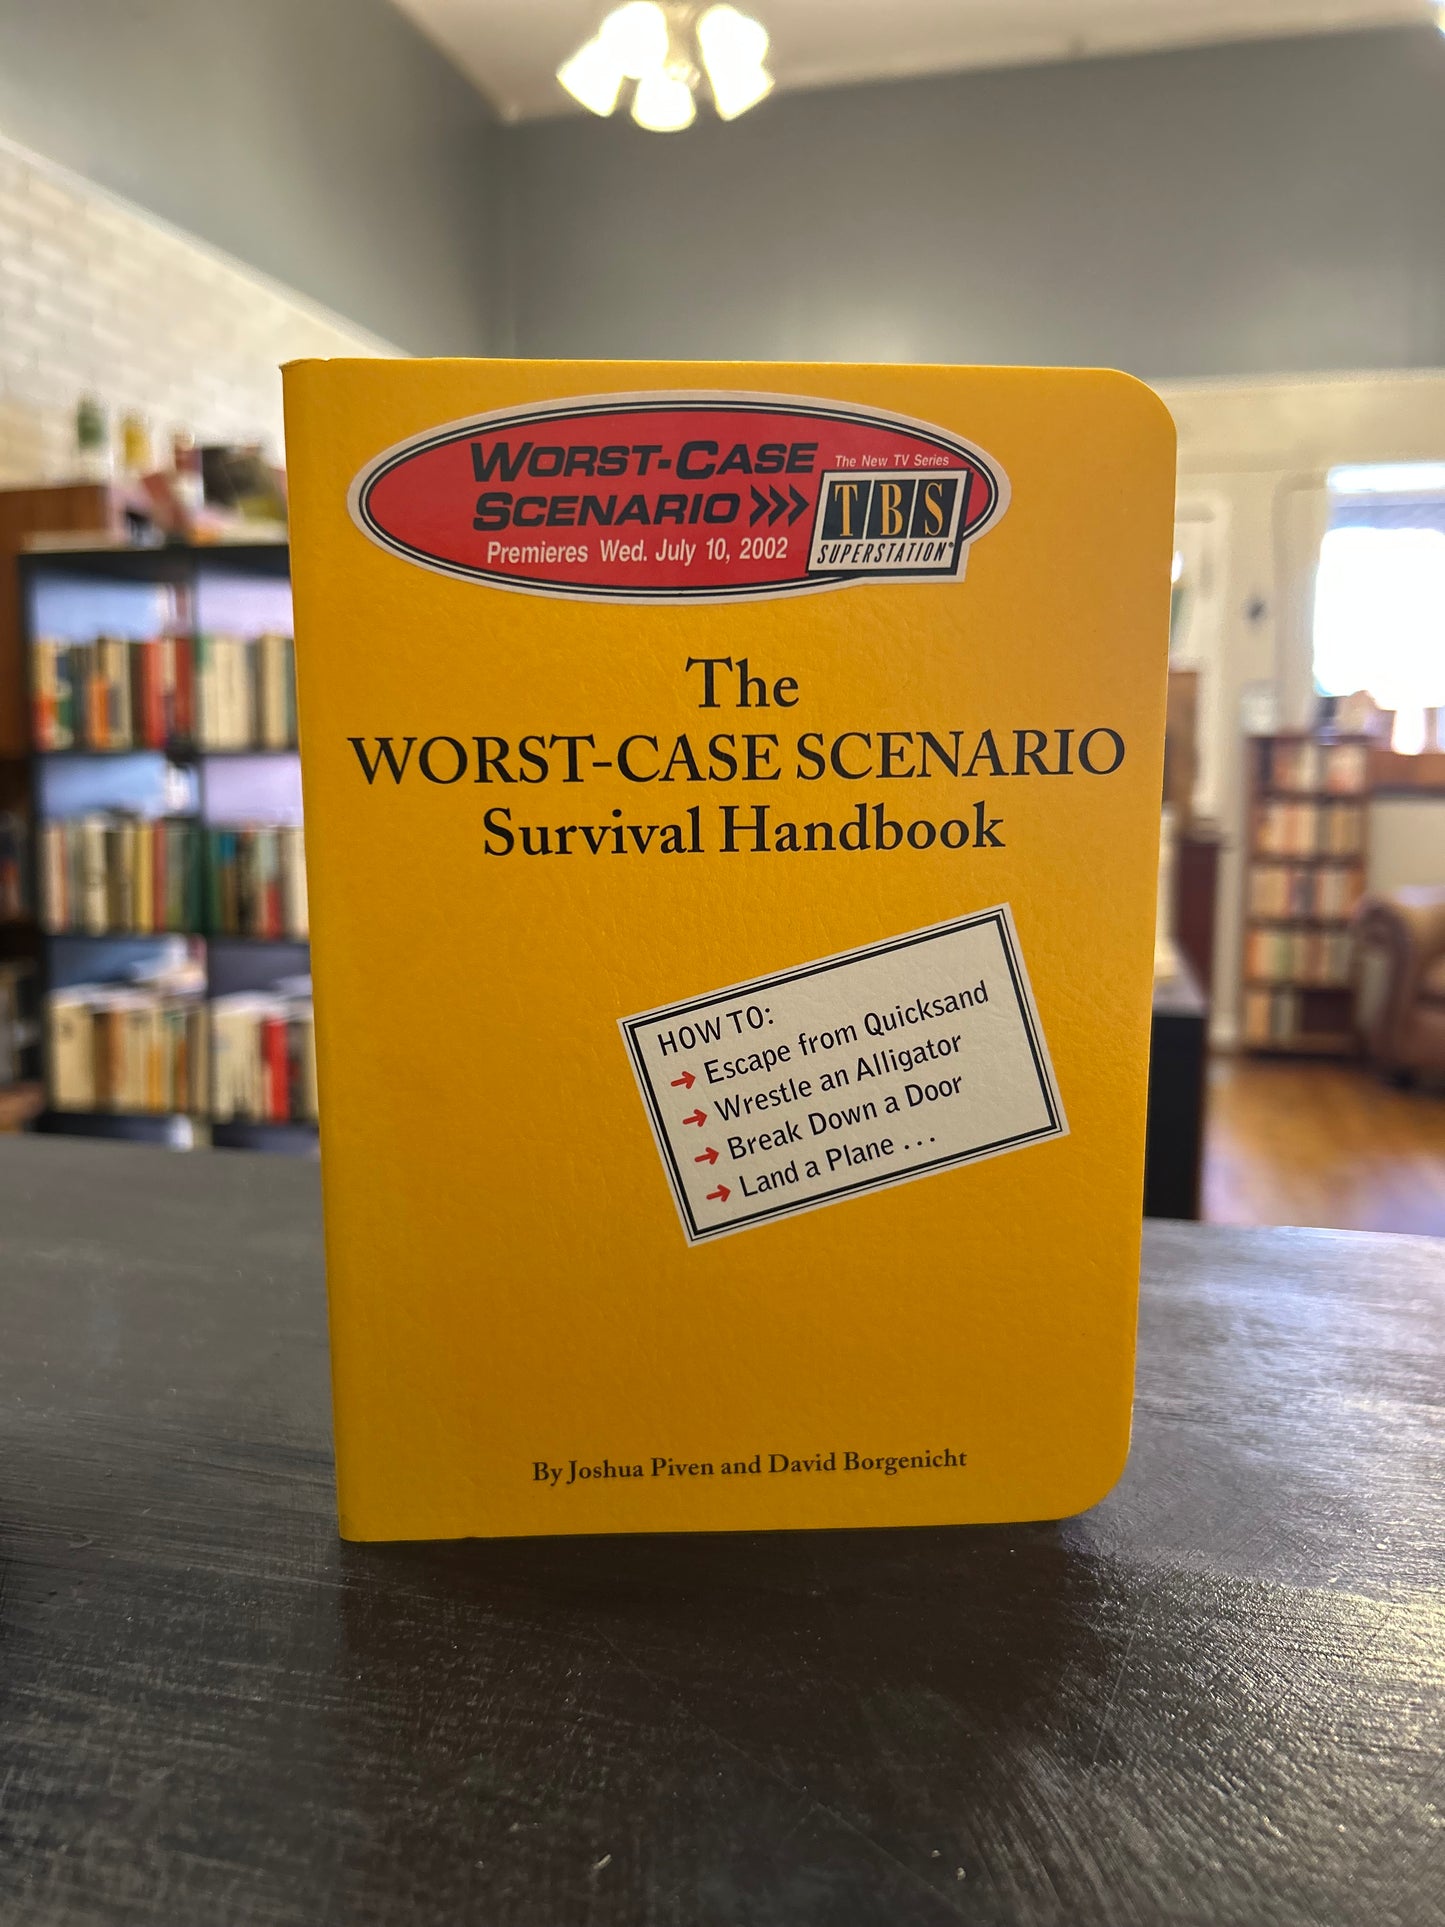 WORST-CASE
SCENARIO >>>
Premieres Wed. July 10, 2002
The New TV Series
TBS
SUPERSTATION®
The
WORST-CASE SCENARIO
Survival Handbook
HOW TO:
➔ Escape from Quicksand
➔ Wrestle an Alligator
➔ Break Down a Door
➔ Land a Plane . . .
By Joshua Piven and David Borgenicht